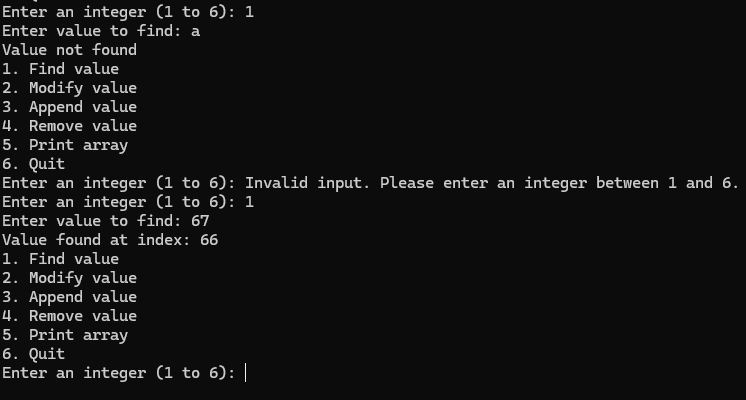 Enter an integer (1 to 6): 1
Enter value to find: a
Value not found
1. Find value
2. Modify value
3. Append value
4. Remove value
5. Print array
6. Quit
Enter an integer (1 to 6): Invalid input. Please enter an integer between 1 and 6.
Enter an integer (1 to 6): 1
Enter value to find: 67
Value found at index: 66
1. Find value
2. Modify value
3. Append value
4. Remove value
5. Print array
6. Quit
Enter an integer (1 to 6):